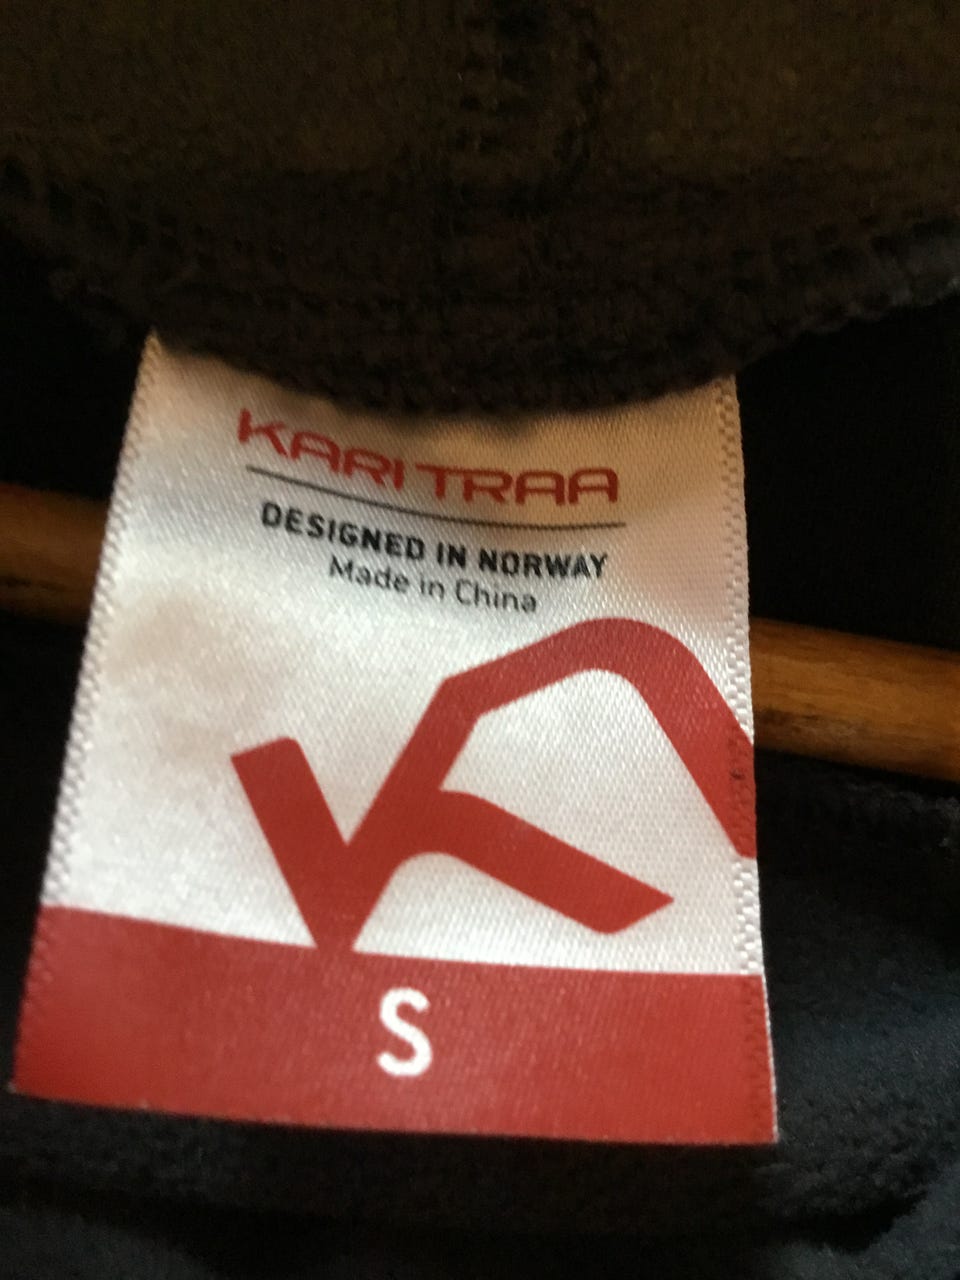 KARI TRAA
DESIGNED IN NORWAY
Made in China
S